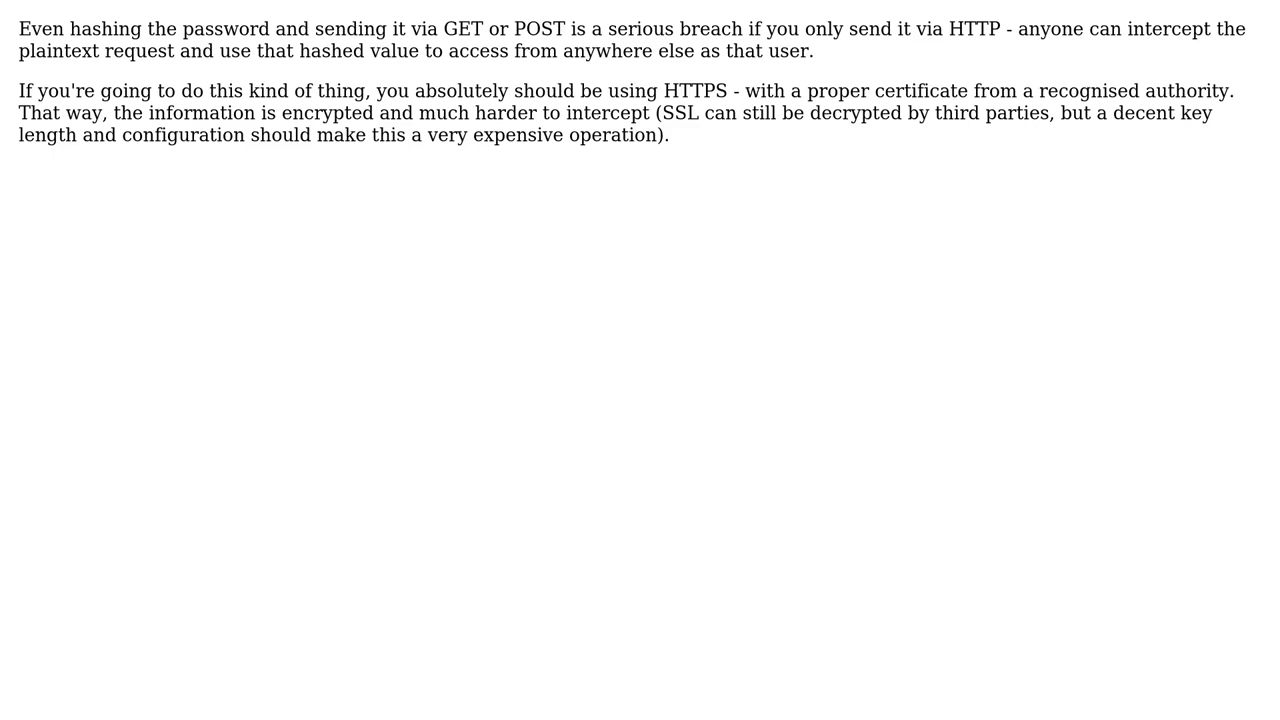 Even hashing the password and sending it via GET or POST is a serious breach if you only send it via HTTP - anyone can intercept the
plaintext request and use that hashed value to access from anywhere else as that user.
If you're going to do this kind of thing, you absolutely should be using HTTPS - with a proper certificate from a recognised authority.
That way, the information is encrypted and much harder to intercept (SSL can still be decrypted by third parties, but a decent key
length and configuration should make this a very expensive operation).